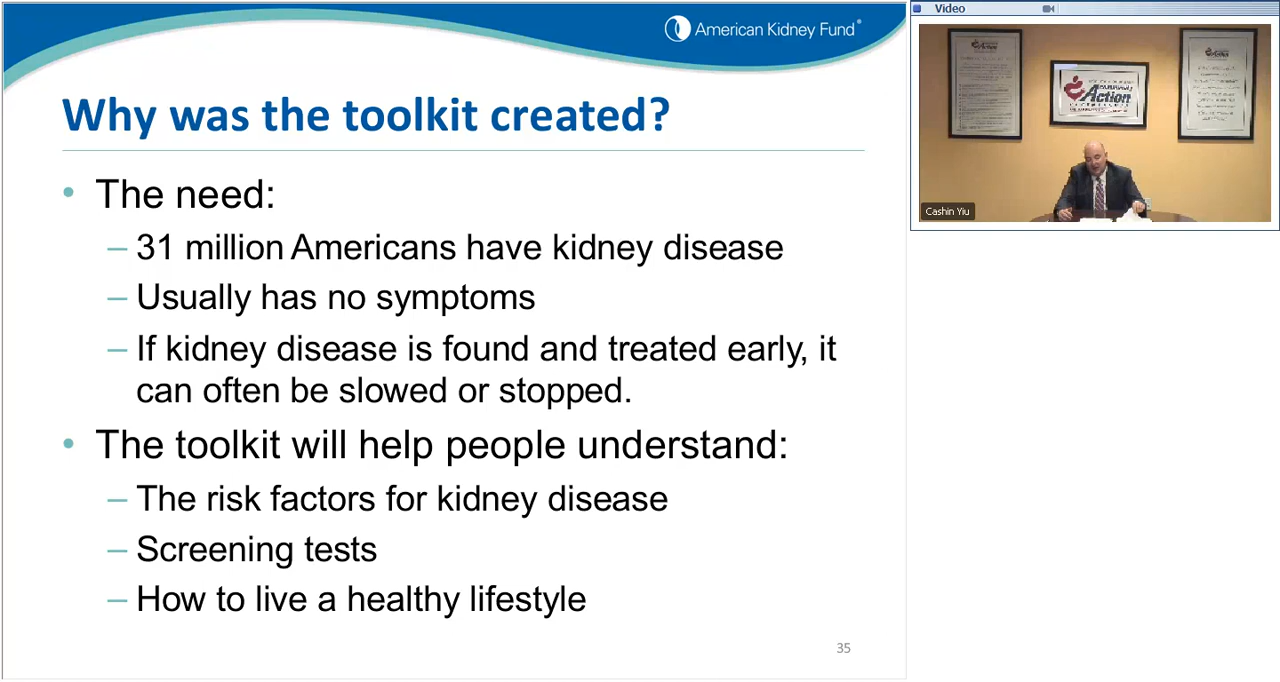 American Kidney Fund®
Why was the toolkit created?
• The need:
– 31 million Americans have kidney disease
– Usually has no symptoms
– If kidney disease is found and treated early, it
can often be slowed or stopped.
• The toolkit will help people understand:
– The risk factors for kidney disease
– Screening tests
– How to live a healthy lifestyle
35
Video
Action
Cashin Yiu